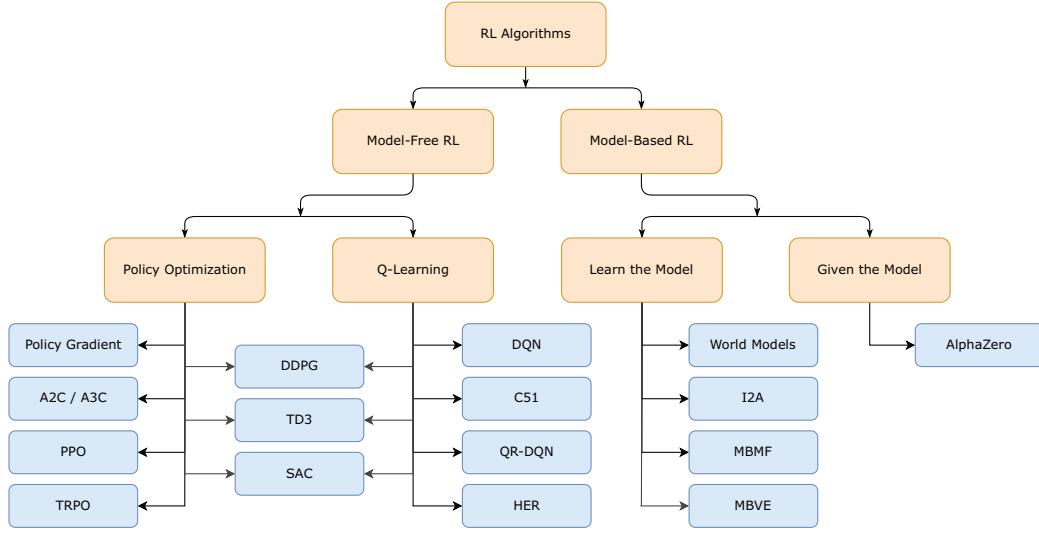 RL Algorithms
Model-Free RL
Model-Based RL
Policy Optimization
Q-Learning
Learn the Model
Given the Model
Policy Gradient
A2C / A3C
PPO
TRPO
DDPG
TD3
SAC
DQN
C51
QR-DQN
HER
World Models
I2A
MBMF
MBVE
AlphaZero